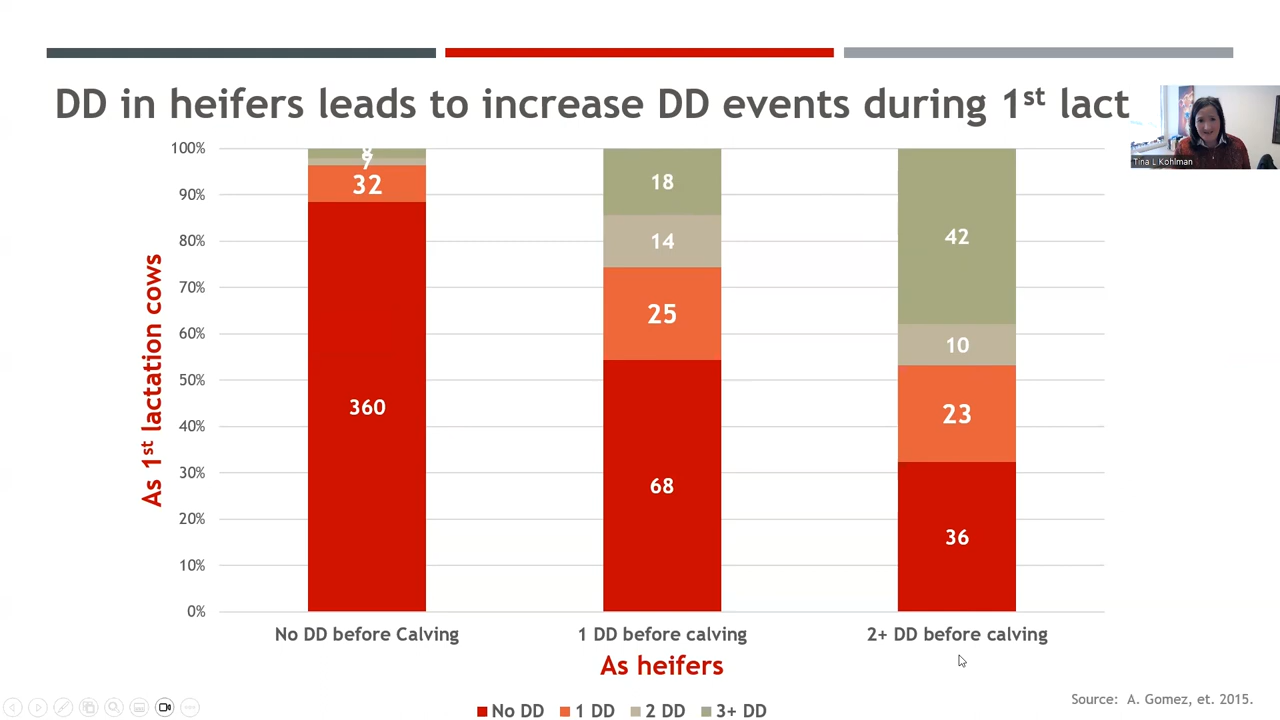 DD in heifers leads to increase DD events during 1st lact
Tina L Kohlman
As 1st lactation cows
100%
90%
80%
70%
60%
50%
40%
30%
20%
10%
0%
8
7
32
360
18
14
25
68
42
10
23
36
No DD before Calving
1 DD before calving
2+ DD before calving
As heifers
No DD
1 DD
2 DD
3+ DD
Source: A. Gomez, et. 2015.